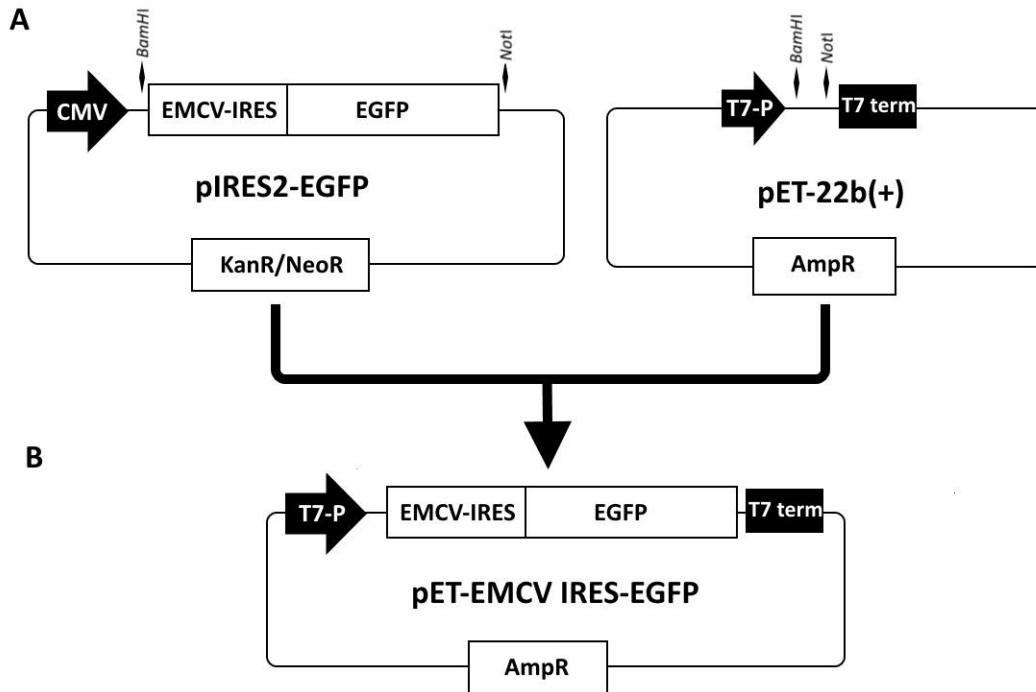 A
BamHI
NotI
CMV
EMCV-IRES
EGFP
pIRES2-EGFP
KanR/NeoR
BamHI
NotI
T7-P
T7 term
pET-22b(+)
AmpR
B
T7-P
EMCV-IRES
EGFP
T7 term
pET-EMCV IRES-EGFP
AmpR